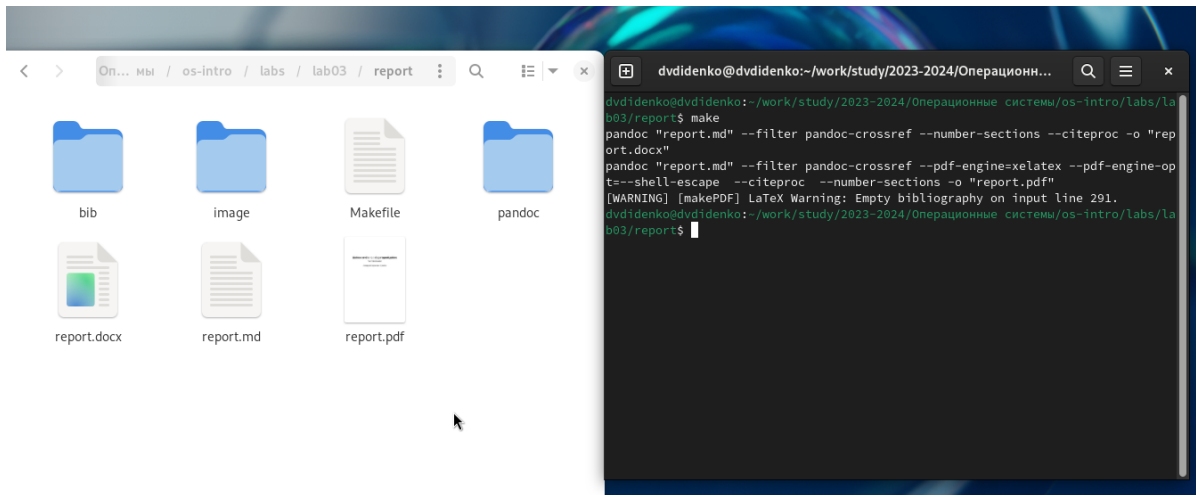 Оп... мы / os-intro / labs / lab03 / report
bib
image
Makefile
pandoc
report.docx
report.md
report.pdf
dvdidenko@dvdidenko:~/work/study/2023-2024/Операционн...
dvdidenko@dvdidenko:~/work/study/2023-2024/Операционные системы/os-intro/labs/la
b03/report$ make
pandoc "report.md" --filter pandoc-crossref --number-sections --citeproc -o "rep
ort.docx"
pandoc "report.md" --filter pandoc-crossref --pdf-engine=xelatex --pdf-engine-op
t=--shell-escape  --citeproc  --number-sections -o "report.pdf"
[WARNING] [makePDF] LaTeX Warning: Empty bibliography on input line 291.
dvdidenko@dvdidenko:~/work/study/2023-2024/Операционные системы/os-intro/labs/la
b03/report$